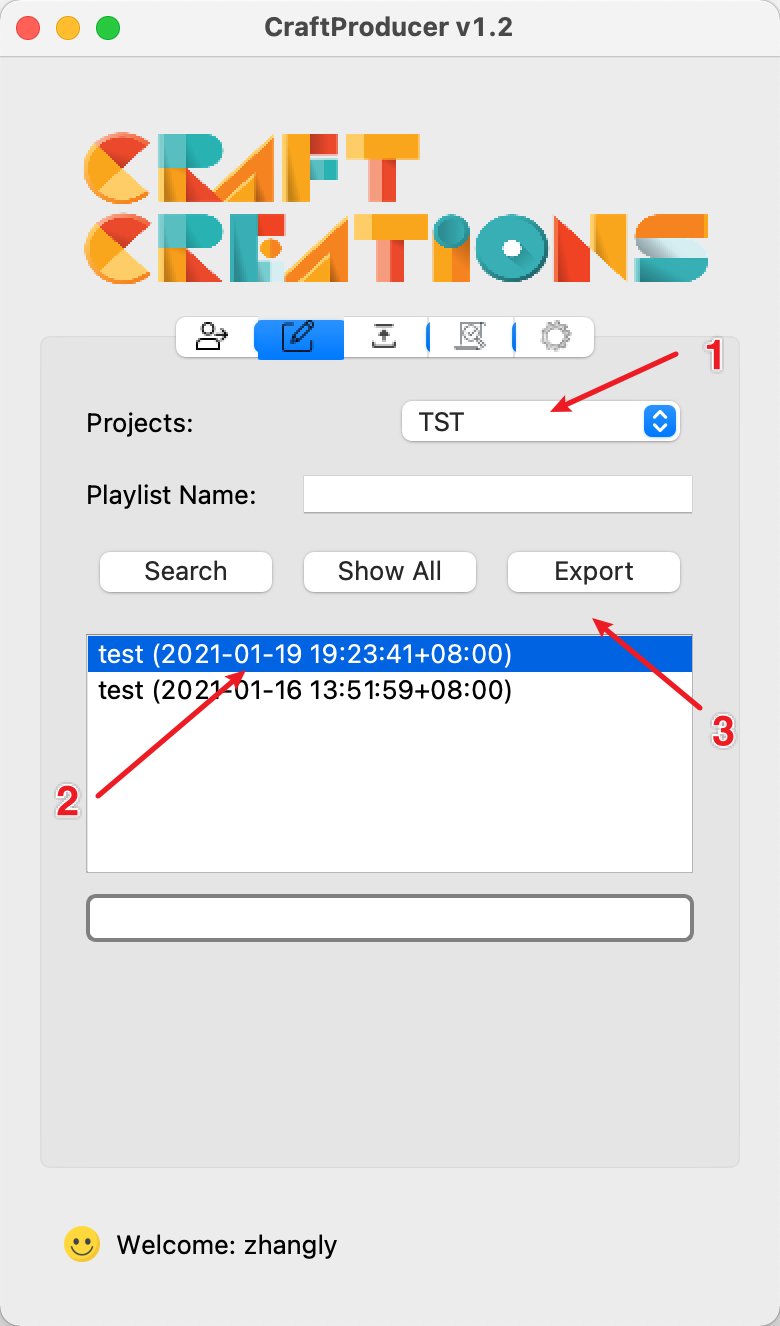 CraftProducer v1.2
CRAFT
CREATIONS
1
Projects:
TST
Playlist Name:
Search
Show All
Export
test (2021-01-19 19:23:41+08:00)
test (2021-01-16 13:51:59+08:00)
3
2
Welcome: zhangly